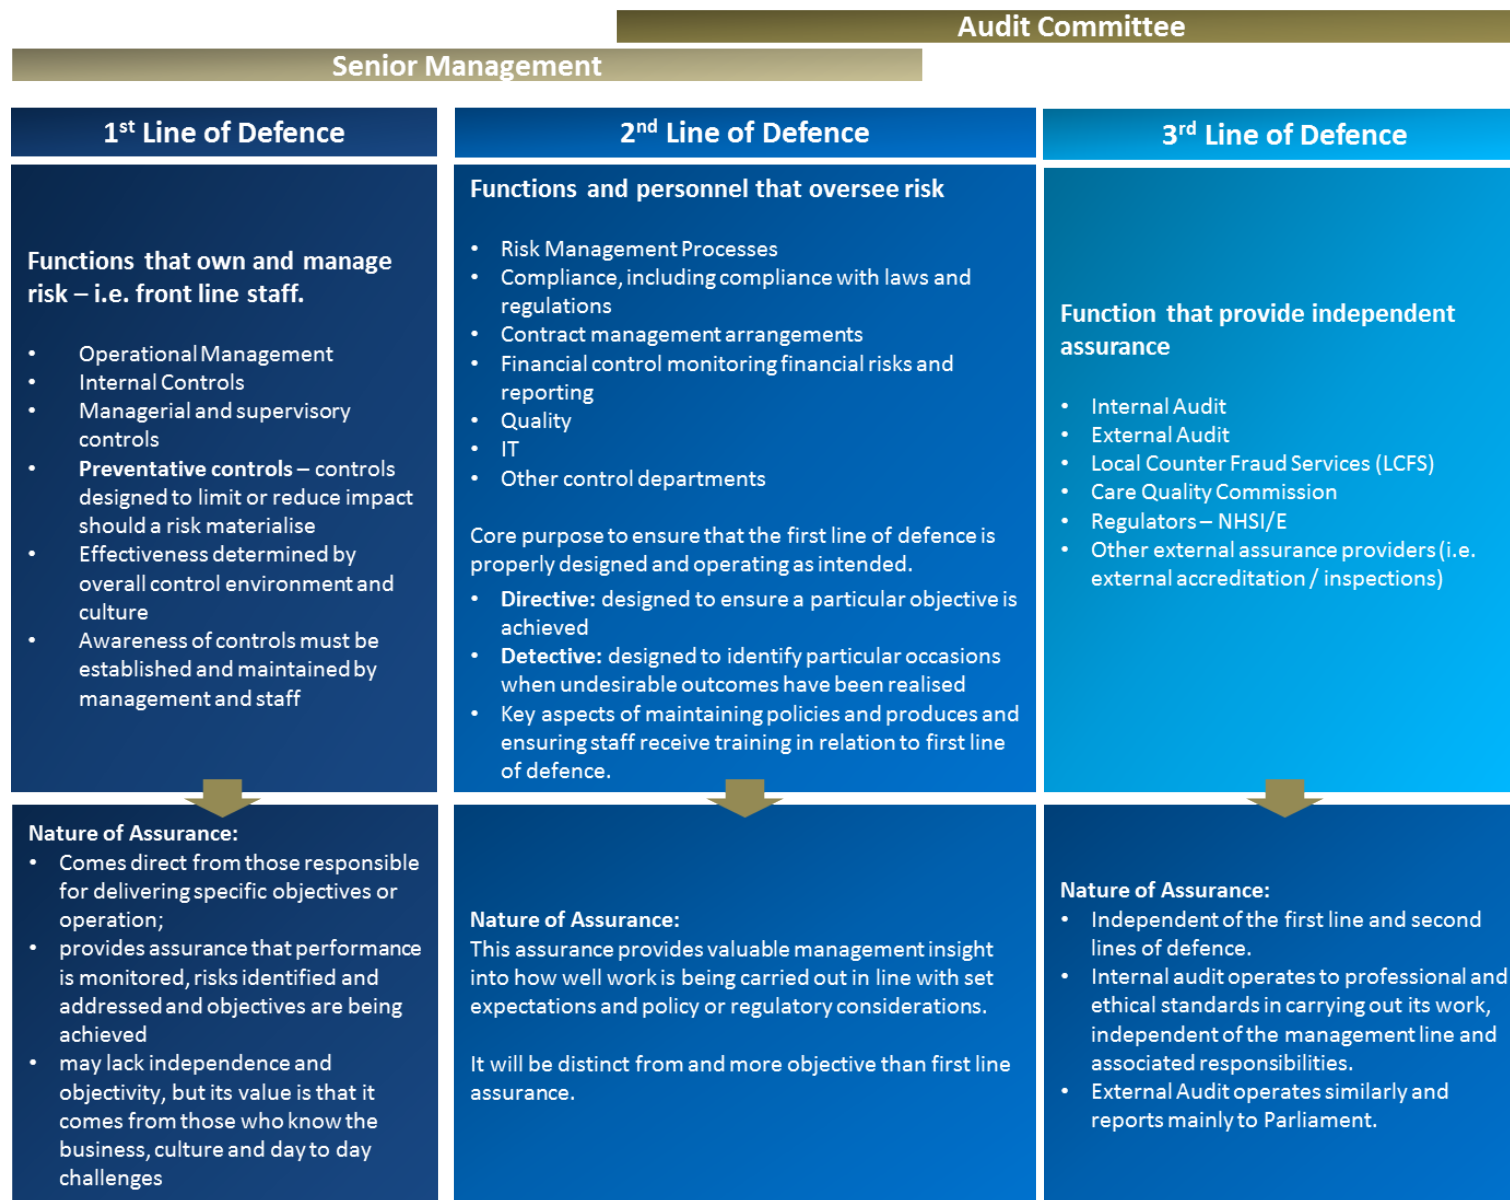 Audit Committee
Senior Management
1st Line of Defence
Functions that own and manage
risk – i.e. front line staff.
• Operational Management
• Internal Controls
• Managerial and supervisory
controls
• Preventative controls – controls
designed to limit or reduce impact
should a risk materialise
• Effectiveness determined by
overall control environment and
culture
• Awareness of controls must be
established and maintained by
management and staff
Nature of Assurance:
• Comes direct from those responsible
for delivering specific objectives or
operation;
• provides assurance that performance
is monitored, risks identified and
addressed and objectives are being
achieved
• may lack independence and
objectivity, but its value is that it
comes from those who know the
business, culture and day to day
challenges
2nd Line of Defence
Functions and personnel that oversee risk
• Risk Management Processes
• Compliance, including compliance with laws and
regulations
• Contract management arrangements
• Financial control monitoring financial risks and
reporting
• Quality
• IT
• Other control departments
Core purpose to ensure that the first line of defence is
properly designed and operating as intended.
• Directive: designed to ensure a particular objective is
achieved
• Detective: designed to identify particular occasions
when undesirable outcomes have been realised
• Key aspects of maintaining policies and produces and
ensuring staff receive training in relation to first line
of defence.
Nature of Assurance:
This assurance provides valuable management insight
into how well work is being carried out in line with set
expectations and policy or regulatory considerations.
It will be distinct from and more objective than first line
assurance.
3rd Line of Defence
Function that provide independent
assurance
• Internal Audit
• External Audit
• Local Counter Fraud Services (LCFS)
• Care Quality Commission
• Regulators – NHSI/E
• Other external assurance providers (i.e.
external accreditation / inspections)
Nature of Assurance:
• Independent of the first line and second
lines of defence.
• Internal audit operates to professional and
ethical standards in carrying out its work,
independent of the management line and
associated responsibilities.
• External Audit operates similarly and
reports mainly to Parliament.